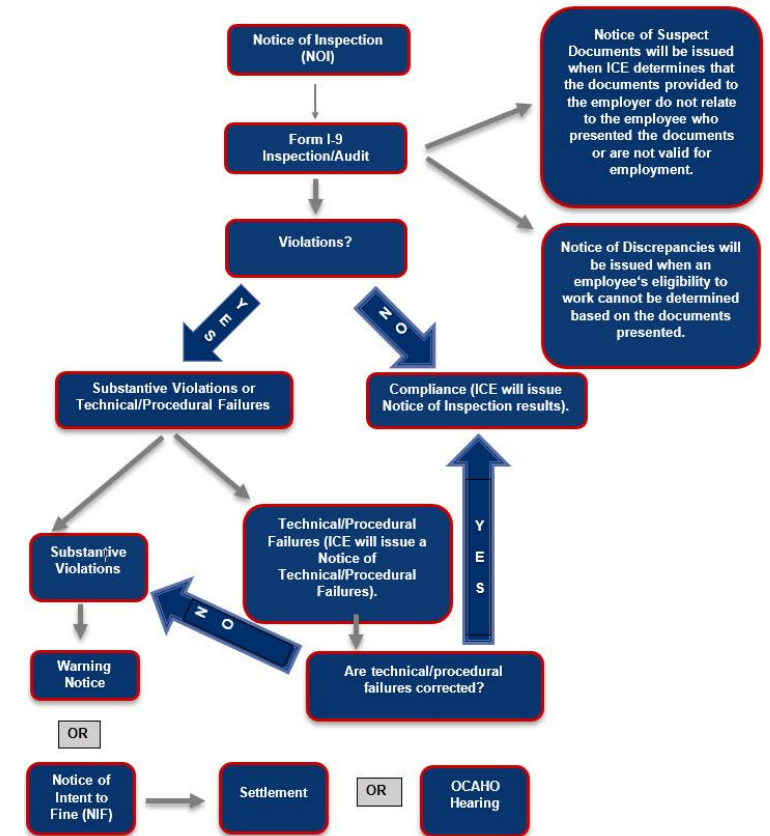 Notice of Inspection
(NOI)
Notice of Suspect
Documents will be issued
when ICE determines that
the documents provided to
the employer do not relate
to the employee who
presented the documents
or are not valid for
employment.
Form I-9
Inspection/Audit
Violations?
Notice of Discrepancies will
be issued when an
employee's eligibility to
work cannot be determined
based on the documents
presented.
YES
NO
Substantive Violations or
Technical/Procedural Failures
Compliance (ICE will issue
Notice of Inspection results).
Technical/Procedural
Failures (ICE will issue a
Notice of
Technical/Procedural
Failures).
YES
Substantive
Violations
NO
Warning
Notice
Are technical/procedural
failures corrected?
OR
Notice of
Intent to
Fine (NIF)
Settlement
OR
OCAHO
Hearing